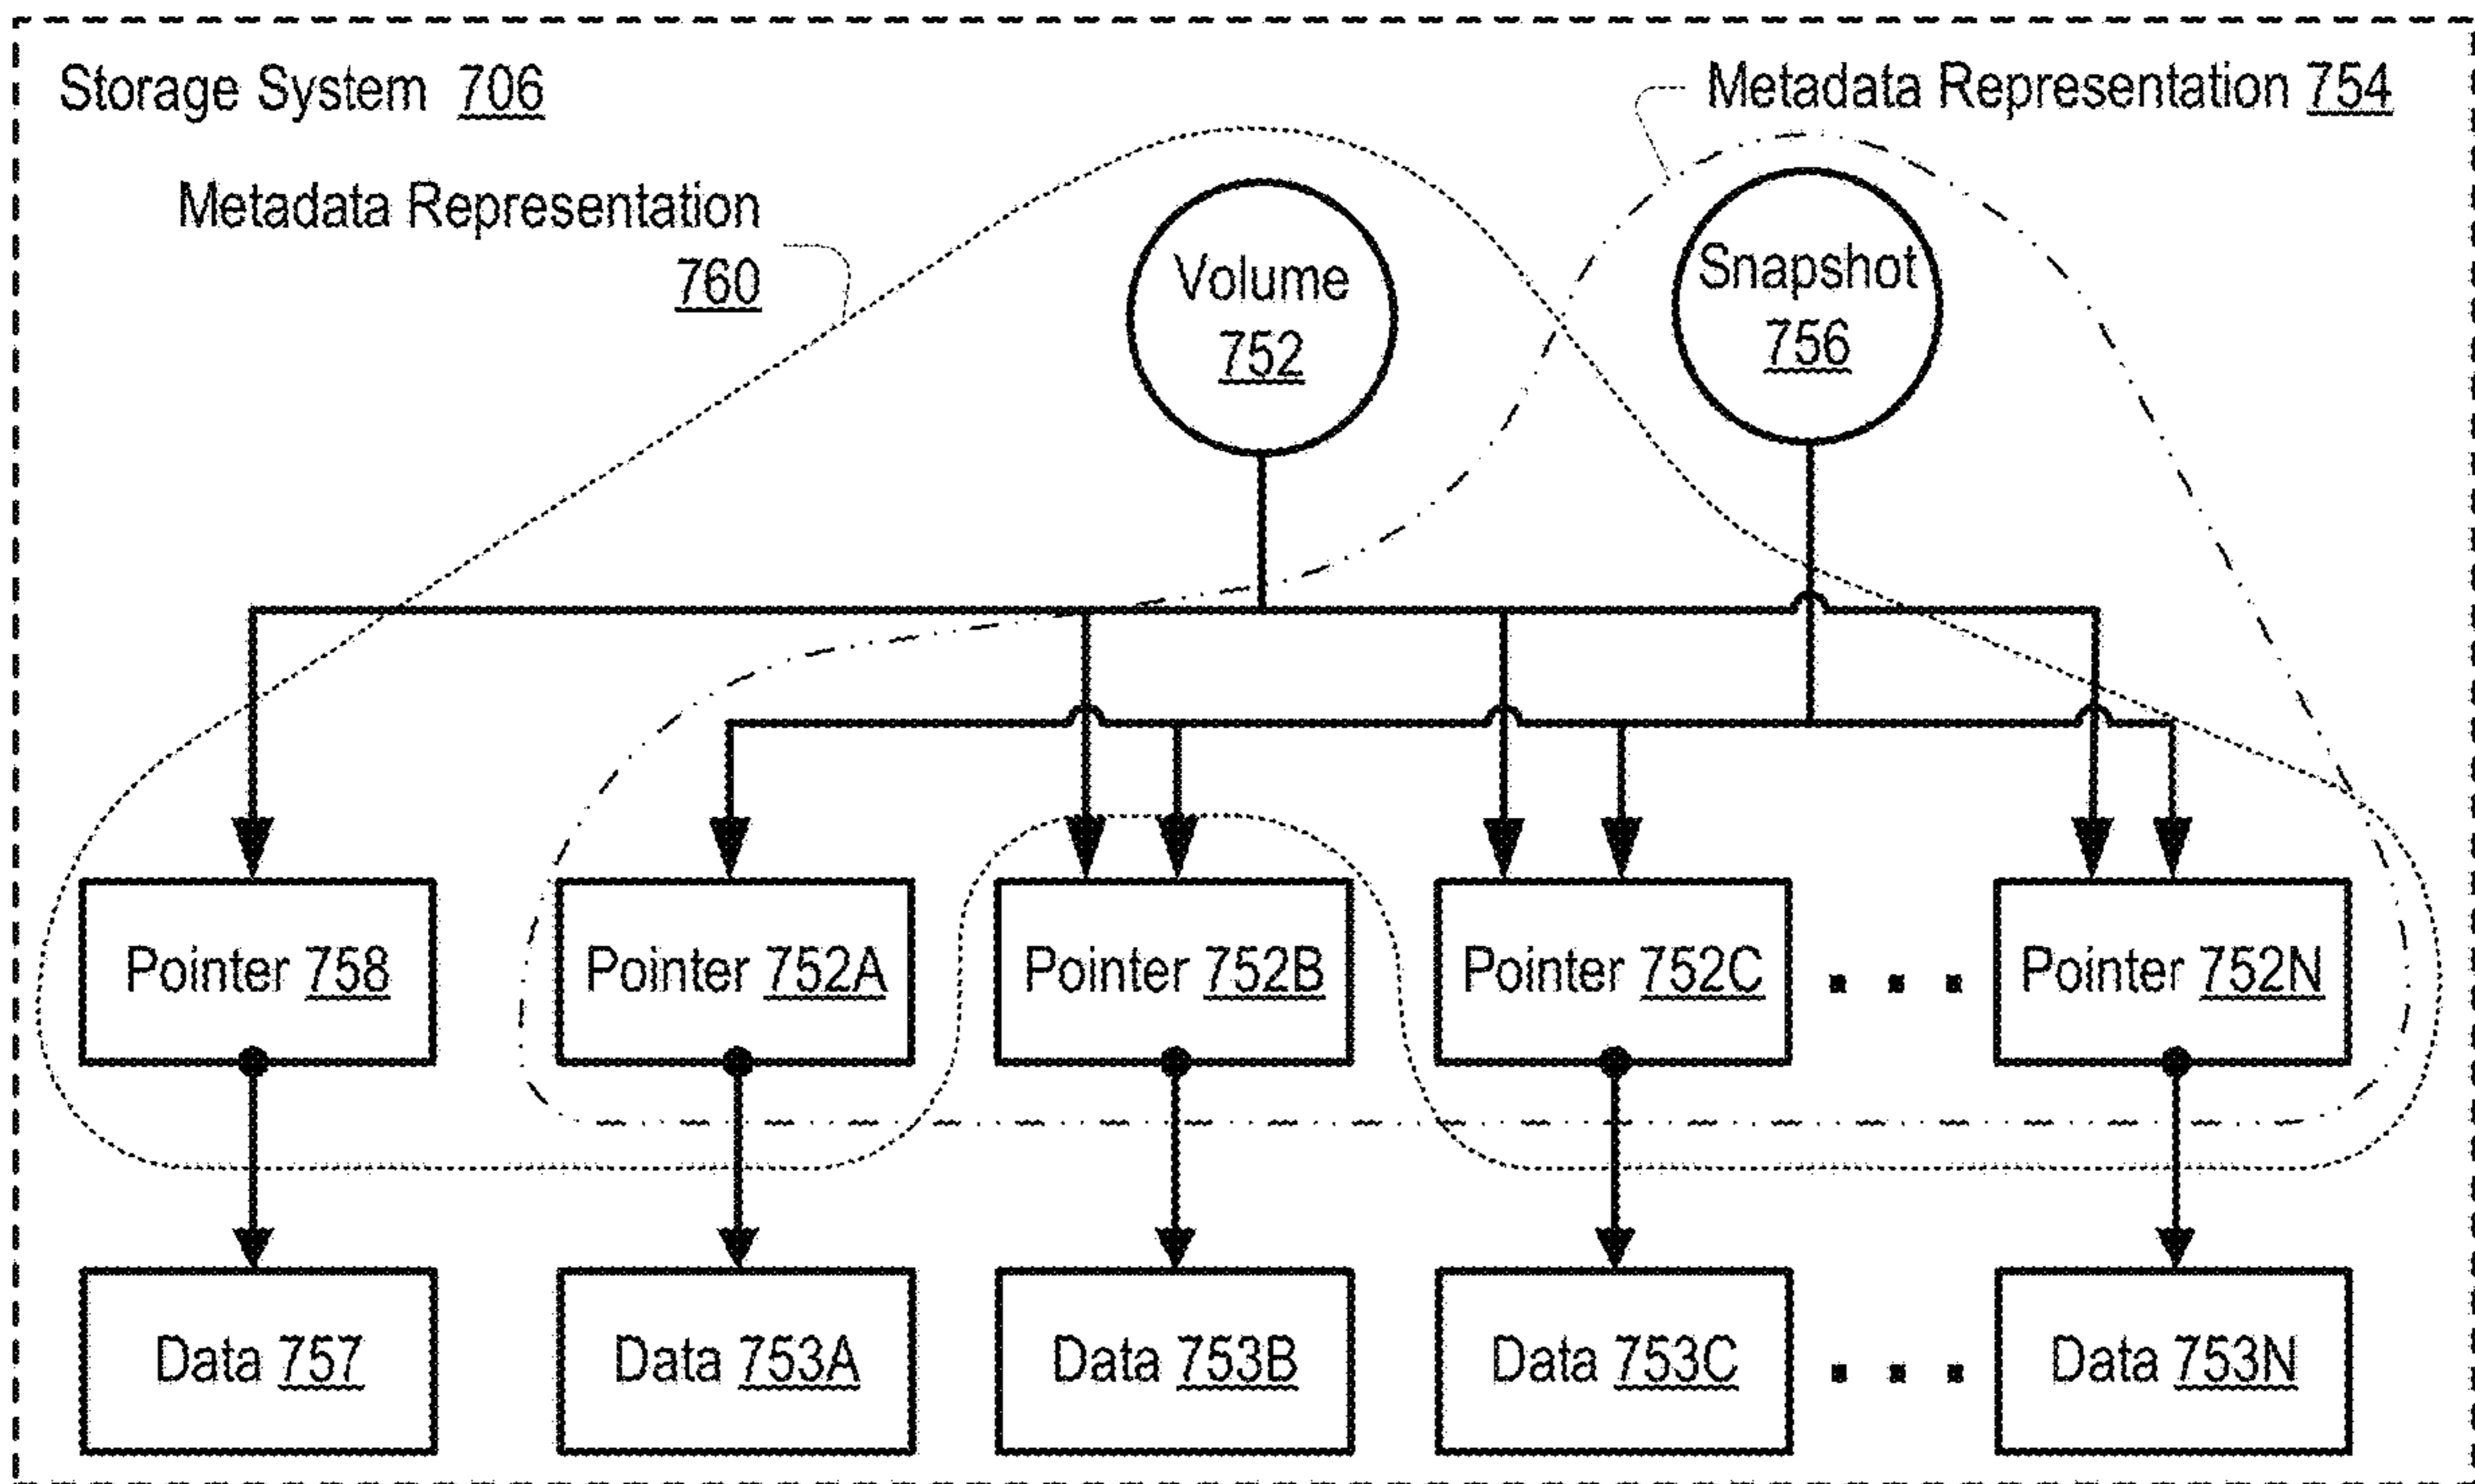 Storage System 706
Metadata Representation 754
Metadata Representation
760
Volume
752
Snapshot
756
Pointer 758
Pointer 752A
Pointer 752B
Pointer 752C
Pointer 752N
Data 757
Data 753A
Data 753B
Data 753C
Data 753N